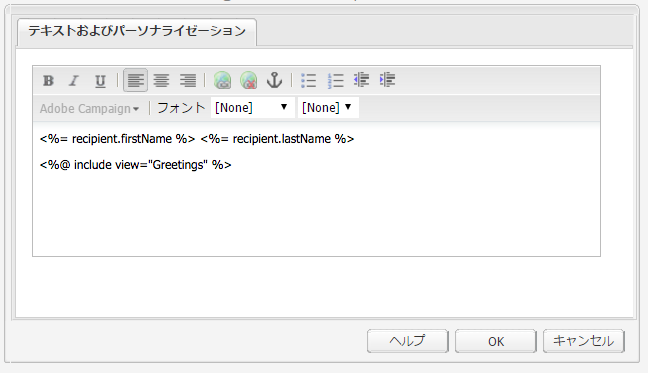 テキストおよびパーソナライゼーション
B I U
Adobe Campaign フォント [None] [None]
<%= recipient.firstName %> <%= recipient.lastName %>
<%@ include view="Greetings" %>
ヘルプ OK キャンセル